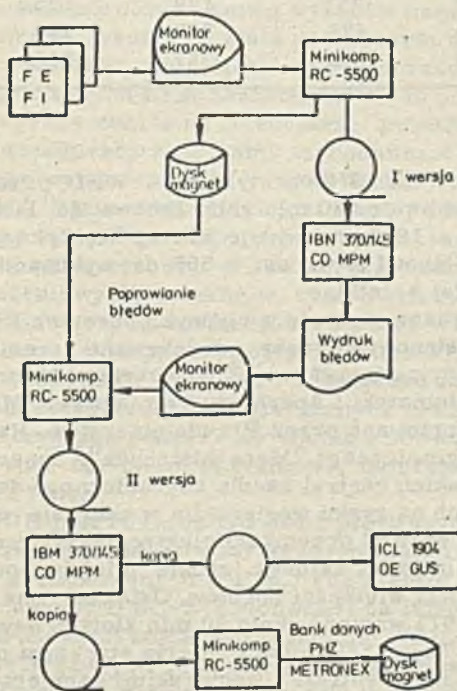 Monitor
ekranowy
F E
F
Minikomp.
RC-5500
Dysk
magnet
I wersja
IBN 370/145
CO MPM
Poprawianie
błędów
Wydruk
błędów
Monitor
ekranowy
Minikomp.
RC-5500
II wersja
IBM 370/145
CO MPM
kopia
ICL 1904
OE GUS
kopia
Minikomp.
RC-5500
Bank danych
PHZ
METRONEX
Dysk
magnet